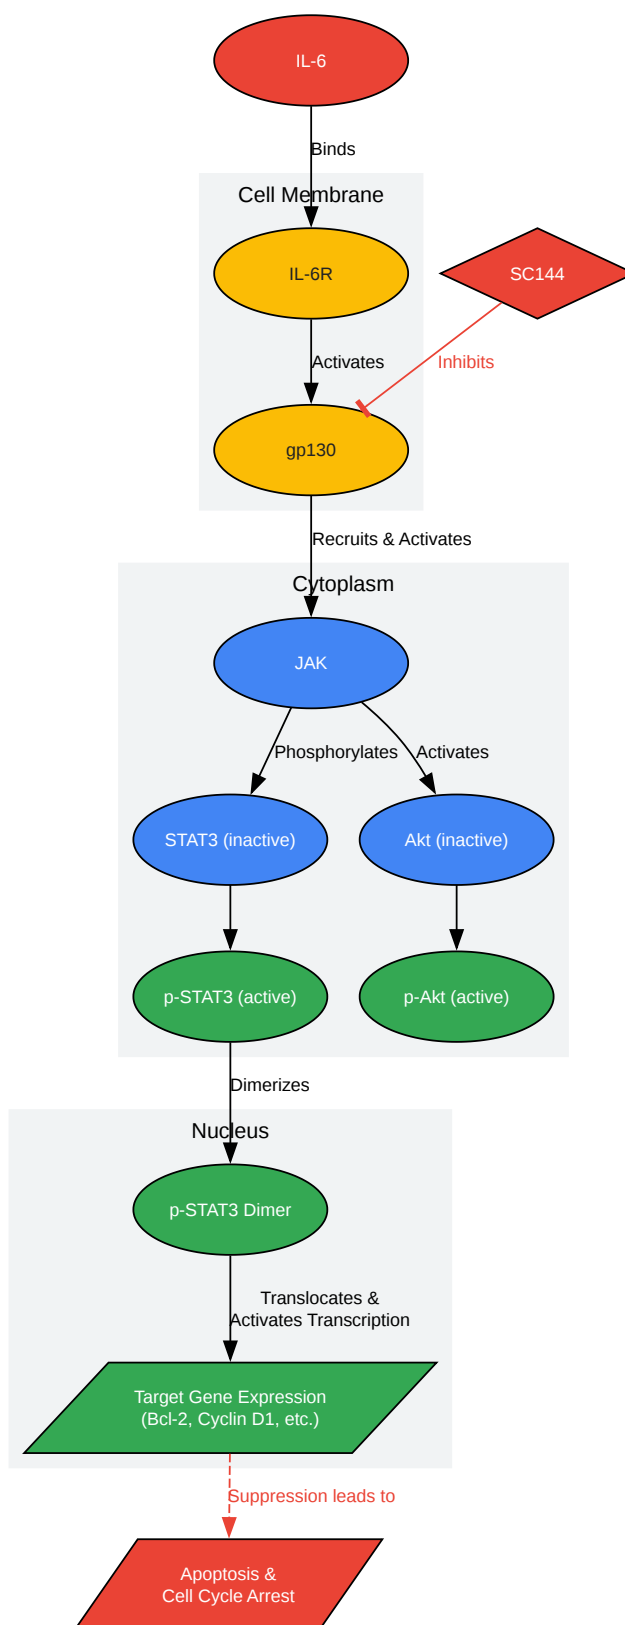 IL-6
Binds
Cell Membrane
IL-6R
SC144
Activates
Inhibits
gp130
Recruits & Activates
Cytoplasm
JAK
Phosphorylates
Activates
STAT3 (inactive)
Akt (inactive)
p-STAT3 (active)
p-Akt (active)
Dimerizes
Nucleus
p-STAT3 Dimer
Translocates &
Activates Transcription
Target Gene Expression
(Bcl-2, Cyclin D1, etc.)
Suppression leads to
Apoptosis &
Cell Cycle Arrest